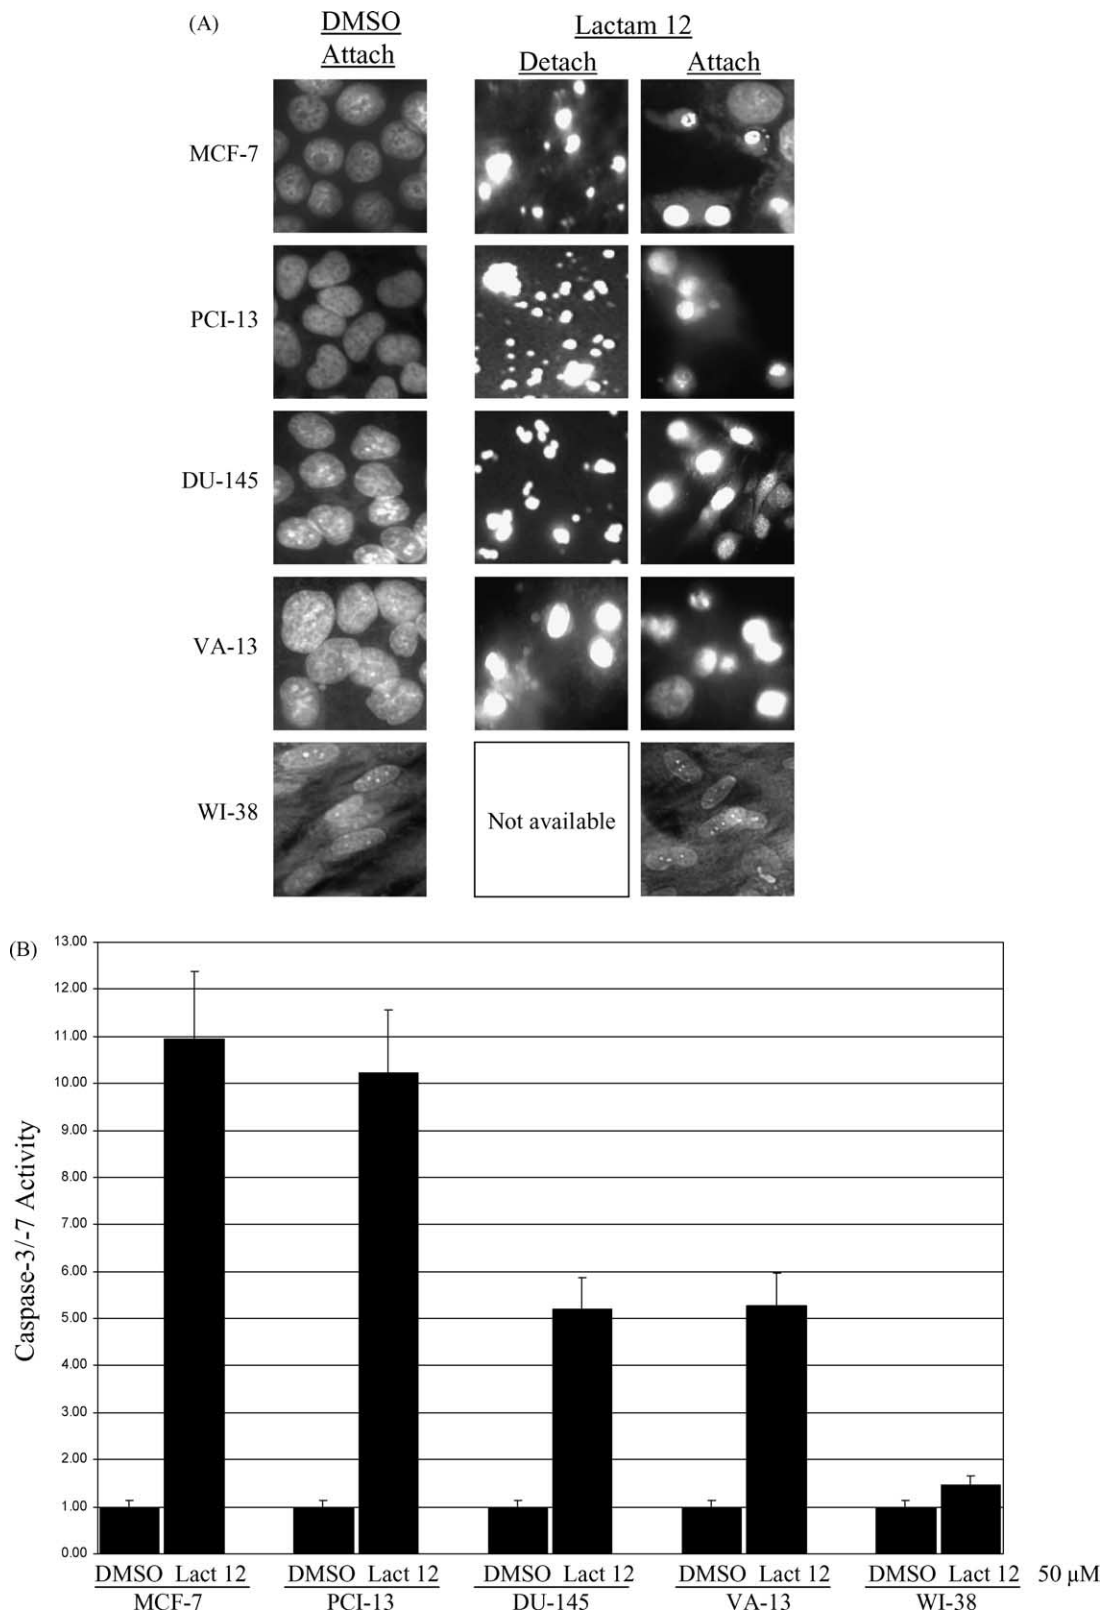 (A)
DMSO
Attach
Lactam 12
Detach
Attach
MCF-7
PCI-13
DU-145
VA-13
WI-38
Not available
(B)
Caspase-3/-7 Activity
13.00
12.00
11.00
10.00
9.00
8.00
7.00
6.00
5.00
4.00
3.00
2.00
1.00
0.00
DMSO Lact 12 DMSO Lact 12 DMSO Lact 12 DMSO Lact 12 DMSO Lact 12 50 μM
MCF-7 PCI-13 DU-145 VA-13 WI-38